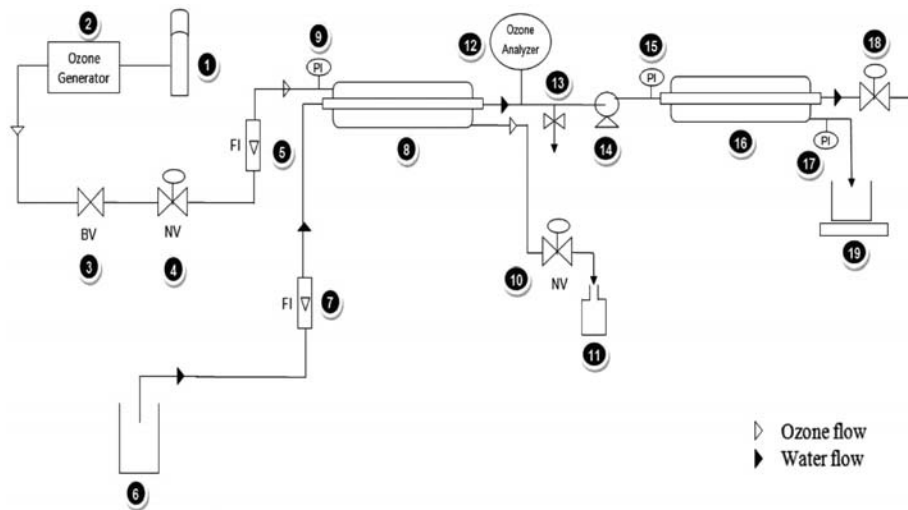 2
Ozone
Generator
1
9
PI
12
Ozone
Analyzer
13
15
PI
18
FI
5
8
14
16
PI
17
BV
NV
3
4
19
FI
7
10
NV
11
6
Ozone flow
Water flow